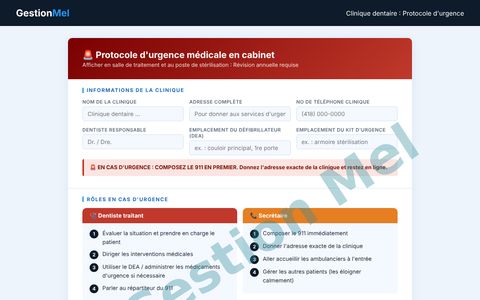 GestionMel
Clinique dentaire : Protocole d'urgence
🚨 Protocole d'urgence médicale en cabinet
Afficher en salle de traitement et au poste de stérilisation : Révision annuelle requise
INFORMATIONS DE LA CLINIQUE
NOM DE LA CLINIQUE
ADRESSE COMPLÈTE
NO DE TÉLÉPHONE CLINIQUE
Clinique dentaire ...
Pour donner aux services d'urger
(418) 000-0000
DENTISTE RESPONSABLE
EMPLACEMENT DU DÉFIBRILLATEUR (DEA)
EMPLACEMENT DU KIT D'URGENCE
Dr. / Dre.
ex. : couloir principal, 1re porte
ex. : armoire stérilisation
🚨 EN CAS D'URGENCE : COMPOSEZ LE 911 EN PREMIER. Donnez l'adresse exacte de la clinique et restez en ligne.
RÔLES EN CAS D'URGENCE
Dentiste traitant
1 Évaluer la situation et prendre en charge le
patient
2 Diriger les interventions médicales
3 Utiliser le DEA / administrer les médicaments
d'urgence si nécessaire
4 Parler au répartiteur du 911
Secrétaire
1 Composer le 911 immédiatement
2 Donner l'adresse exacte de la clinique
3 Aller accueillir les ambulanciers à l'entrée
4 Gérer les autres patients (les éloigner
calmement)
Gestion Mel